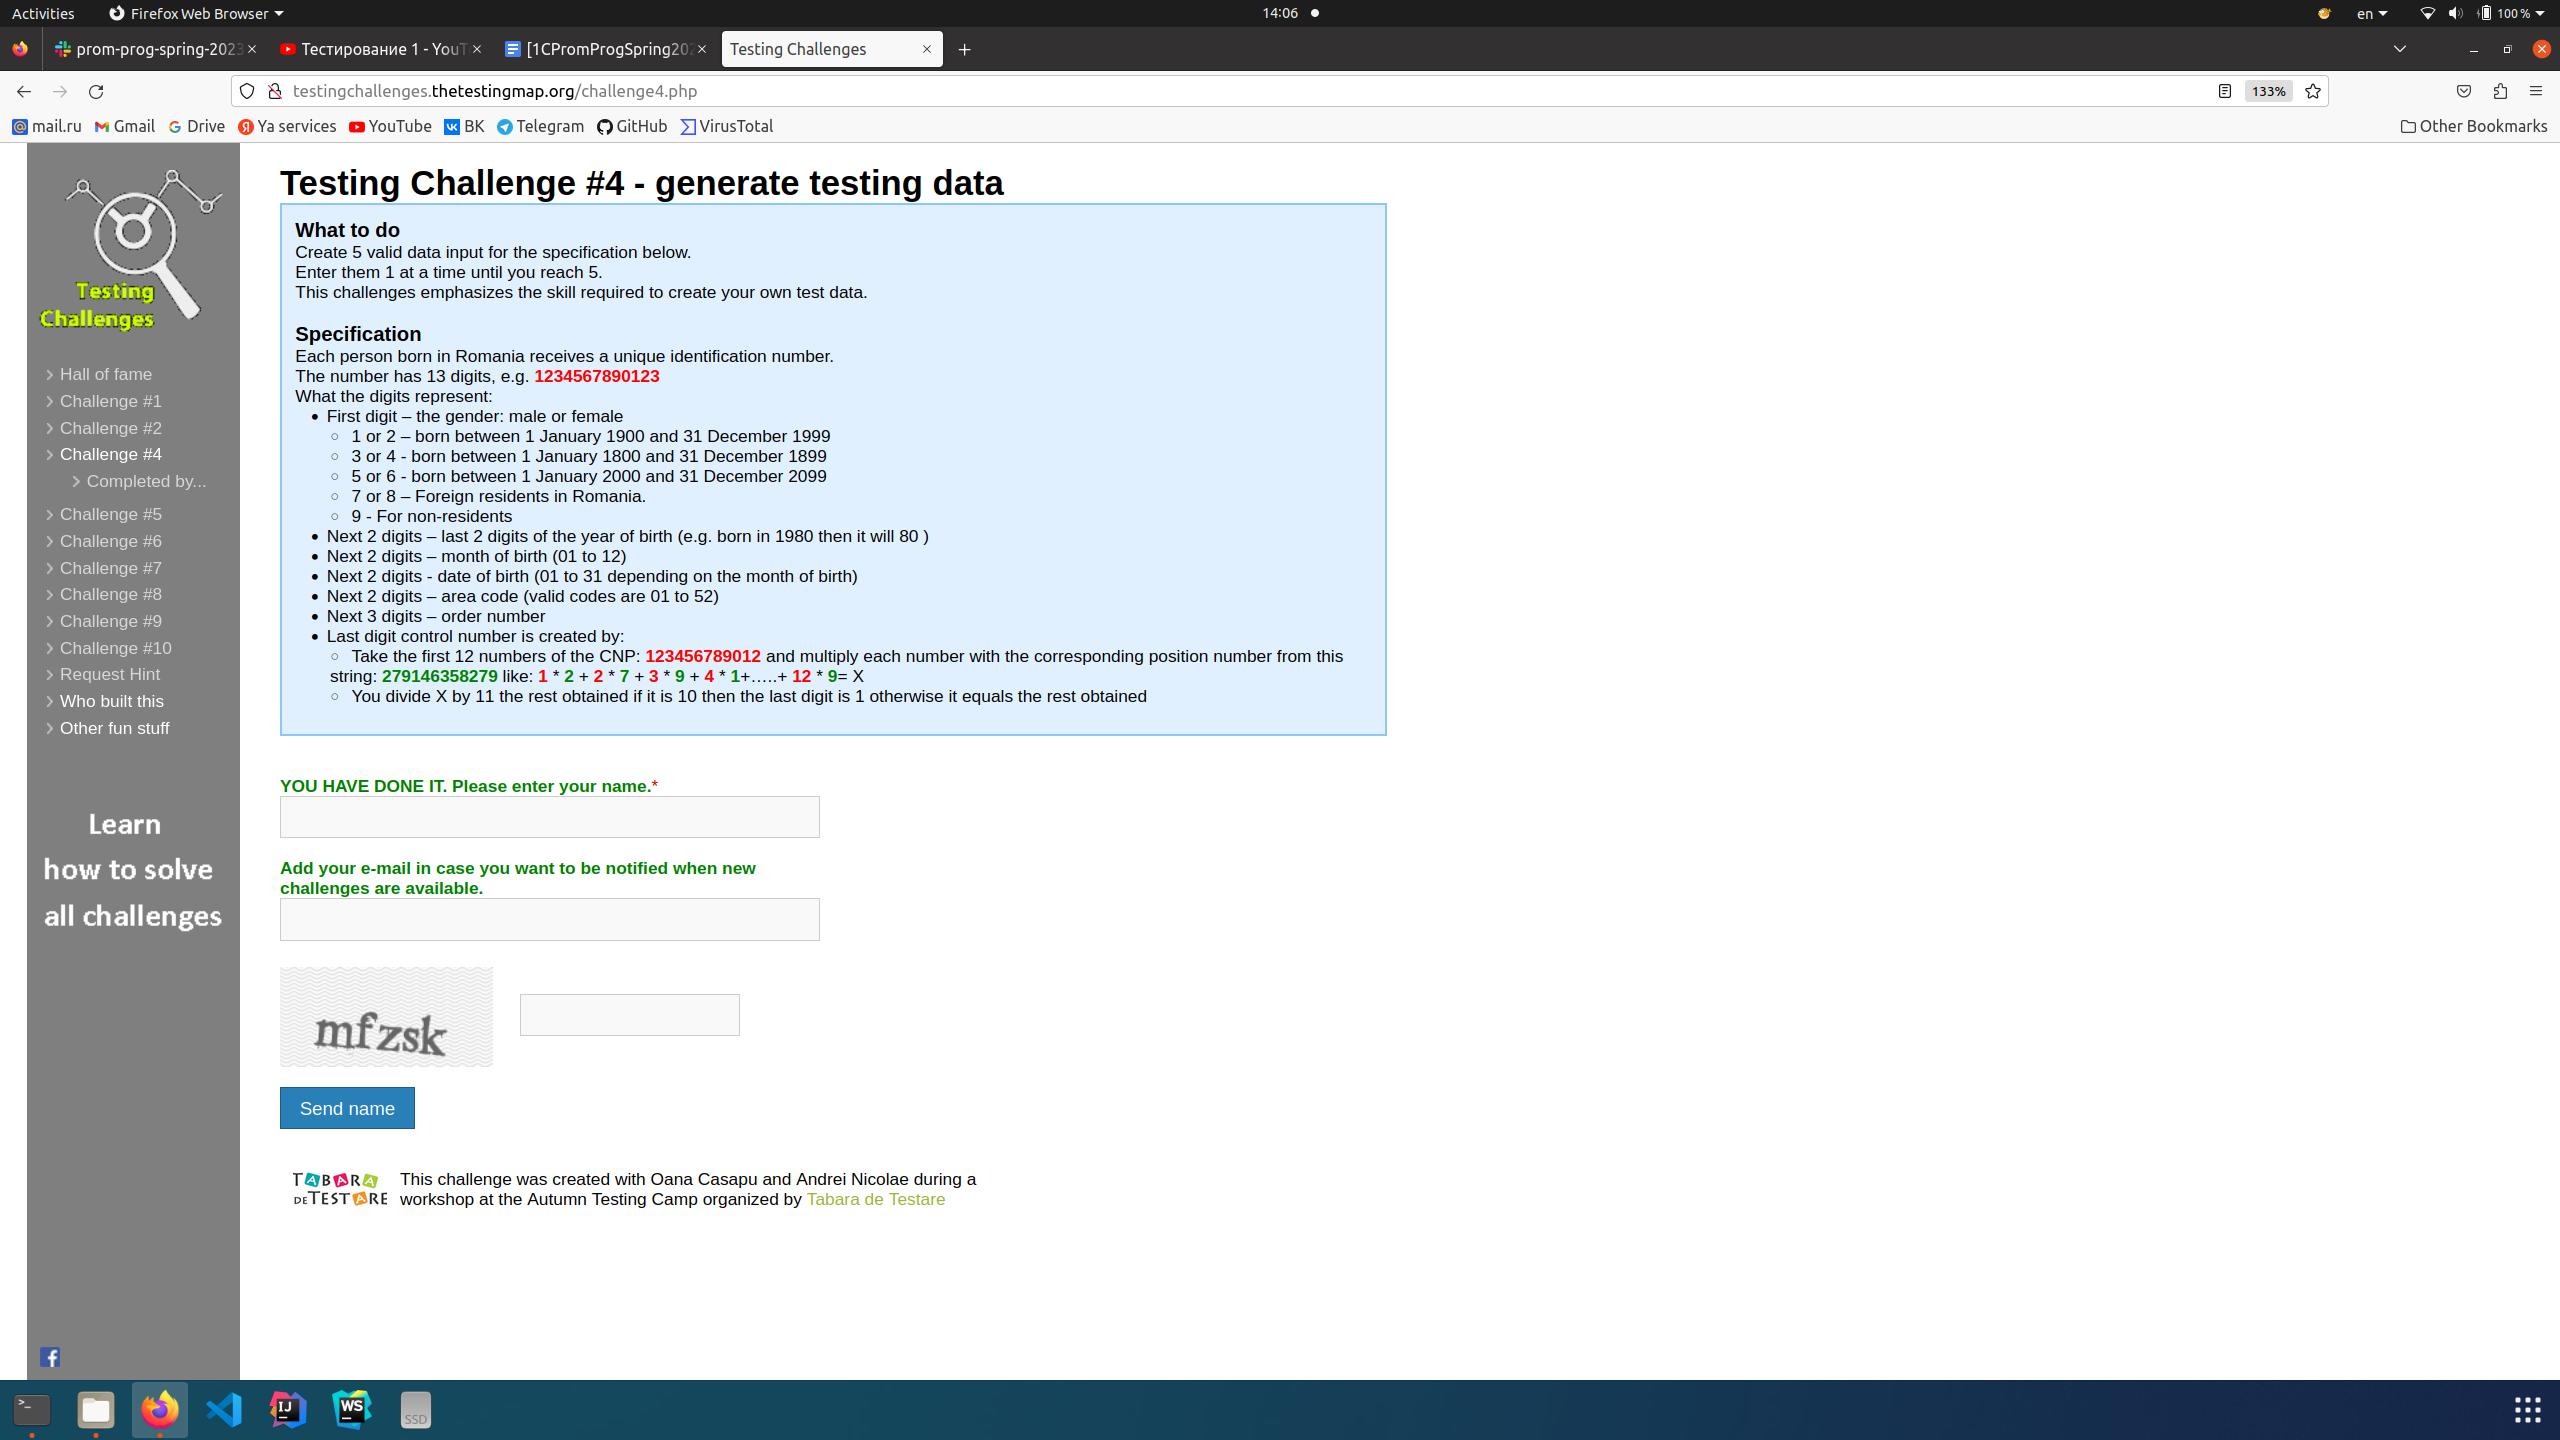 Activities
Firefox Web Browser
14:06
en
100 %
prom-prog-spring-2023
Тестирование 1 - YouT
[1CPromProgSpring202
Testing Challenges
testingchallenges.thetestingmap.org/challenge4.php
133%
mail.ru
Gmail
Drive
Ya services
YouTube
ВК
Telegram
GitHub
VirusTotal
Other Bookmarks
Testing
Challenges
Hall of fame
Challenge #1
Challenge #2
Challenge #4
Completed by...
Challenge #5
Challenge #6
Challenge #7
Challenge #8
Challenge #9
Challenge #10
Request Hint
Who built this
Other fun stuff
Learn
how to solve
all challenges
Testing Challenge #4 - generate testing data
What to do
Create 5 valid data input for the specification below.
Enter them 1 at a time until you reach 5.
This challenges emphasizes the skill required to create your own test data.
Specification
Each person born in Romania receives a unique identification number.
The number has 13 digits, e.g. 1234567890123
What the digits represent:
First digit – the gender: male or female
1 or 2 – born between 1 January 1900 and 31 December 1999
3 or 4 - born between 1 January 1800 and 31 December 1899
5 or 6 - born between 1 January 2000 and 31 December 2099
7 or 8 – Foreign residents in Romania.
9 - For non-residents
Next 2 digits – last 2 digits of the year of birth (e.g. born in 1980 then it will 80 )
Next 2 digits – month of birth (01 to 12)
Next 2 digits - date of birth (01 to 31 depending on the month of birth)
Next 2 digits – area code (valid codes are 01 to 52)
Next 3 digits – order number
Last digit control number is created by:
Take the first 12 numbers of the CNP: 123456789012 and multiply each number with the corresponding position number from this
string: 279146358279 like: 1 * 2 + 2 * 7 + 3 * 9 + 4 * 1+…..+ 12 * 9= X
You divide X by 11 the rest obtained if it is 10 then the last digit is 1 otherwise it equals the rest obtained
YOU HAVE DONE IT. Please enter your name.*
Add your e-mail in case you want to be notified when new
challenges are available.
mfzsk
Send name
TABARA
DE TESTARE
This challenge was created with Oana Casapu and Andrei Nicolae during a
workshop at the Autumn Testing Camp organized by Tabara de Testare
IJ
WS
SSD